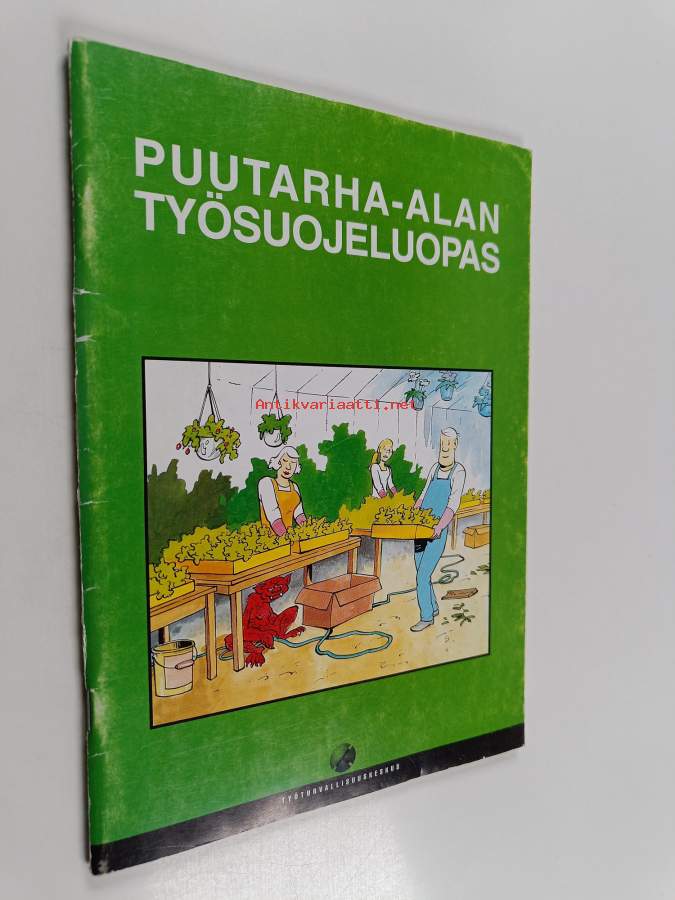 PUUTARHA-ALAN
TYÖSUOJELUOPAS
Antikvariaatti.net
TYÖTURVALLISUUSKESKUS